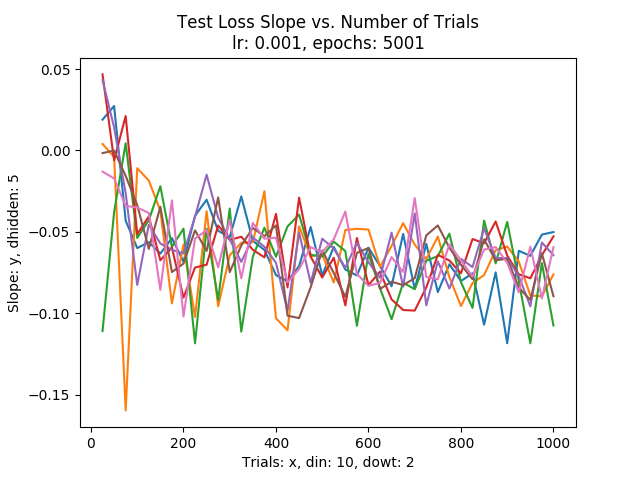 Test Loss Slope vs. Number of Trials
lr: 0.001, epochs: 5001
0.05
0.00
−0.05
−0.10
−0.15
Slope: y, dhidden: 5
0 200 400 600 800 1000
Trials: x, din: 10, dowt: 2